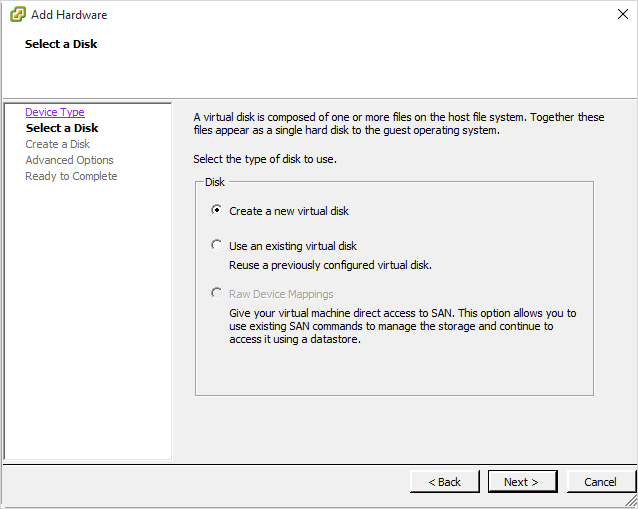 Add Hardware
Select a Disk
Device Type
Select a Disk
Create a Disk
Advanced Options
Ready to Complete
A virtual disk is composed of one or more files on the host file system. Together these
files appear as a single hard disk to the guest operating system.
Select the type of disk to use.
Disk
Create a new virtual disk
Use an existing virtual disk
Reuse a previously configured virtual disk.
Raw Device Mappings
Give your virtual machine direct access to SAN. This option allows you to
use existing SAN commands to manage the storage and continue to
access it using a datastore.
< Back Next > Cancel